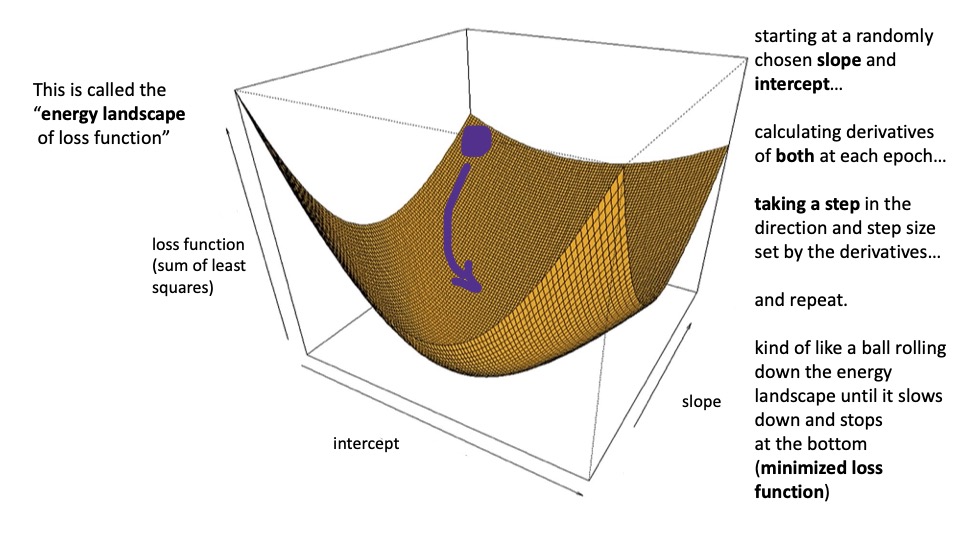 This is called the
“energy landscape
of loss function”
loss function
(sum of least
squares)
intercept
slope
starting at a randomly
chosen slope and
intercept…
calculating derivatives
of both at each epoch…
taking a step in the
direction and step size
set by the derivatives…
and repeat.
kind of like a ball rolling
down the energy
landscape until it slows
down and stops
at the bottom
(minimized loss
function)